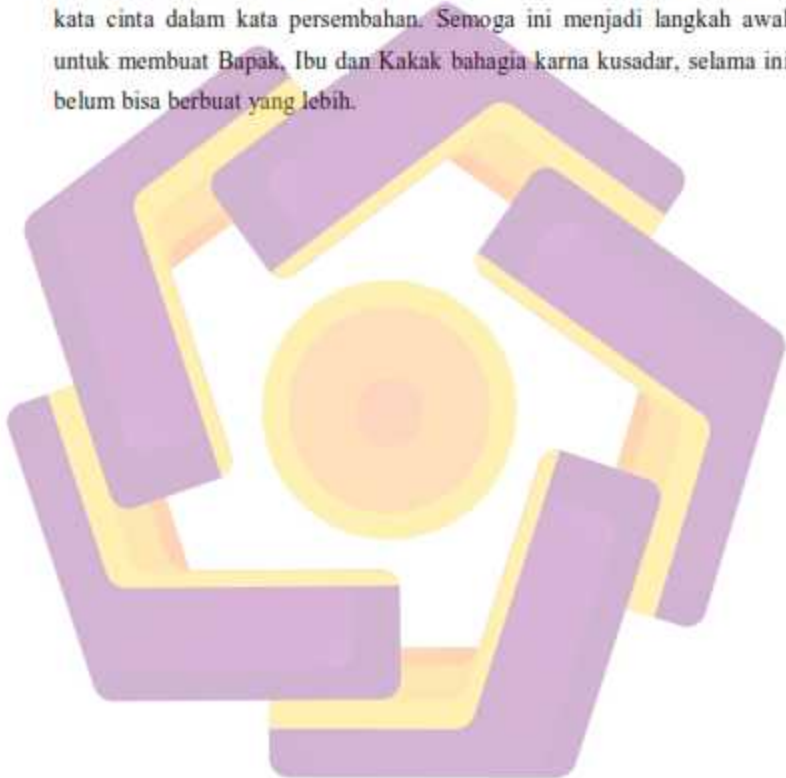 kata cinta dalam kata persembahan. Semoga ini menjadi langkah awal
untuk membuat Bapak, Ibu dan Kakak bahagia karna kusadar, selama ini
belum bisa berbuat yang lebih.